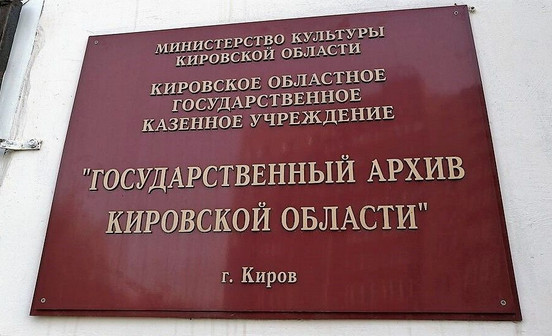 МИНИСТЕРСТВО КУЛЬТУРЫ
КИРОВСКОЙ ОБЛАСТИ
КИРОВСКОЕ ОБЛАСТНОЕ
ГОСУДАРСТВЕННОЕ
КАЗЕННОЕ УЧРЕЖДЕНИЕ
"ГОСУДАРСТВЕННЫЙ АРХИВ
КИРОВСКОЙ ОБЛАСТИ"
г. Киров